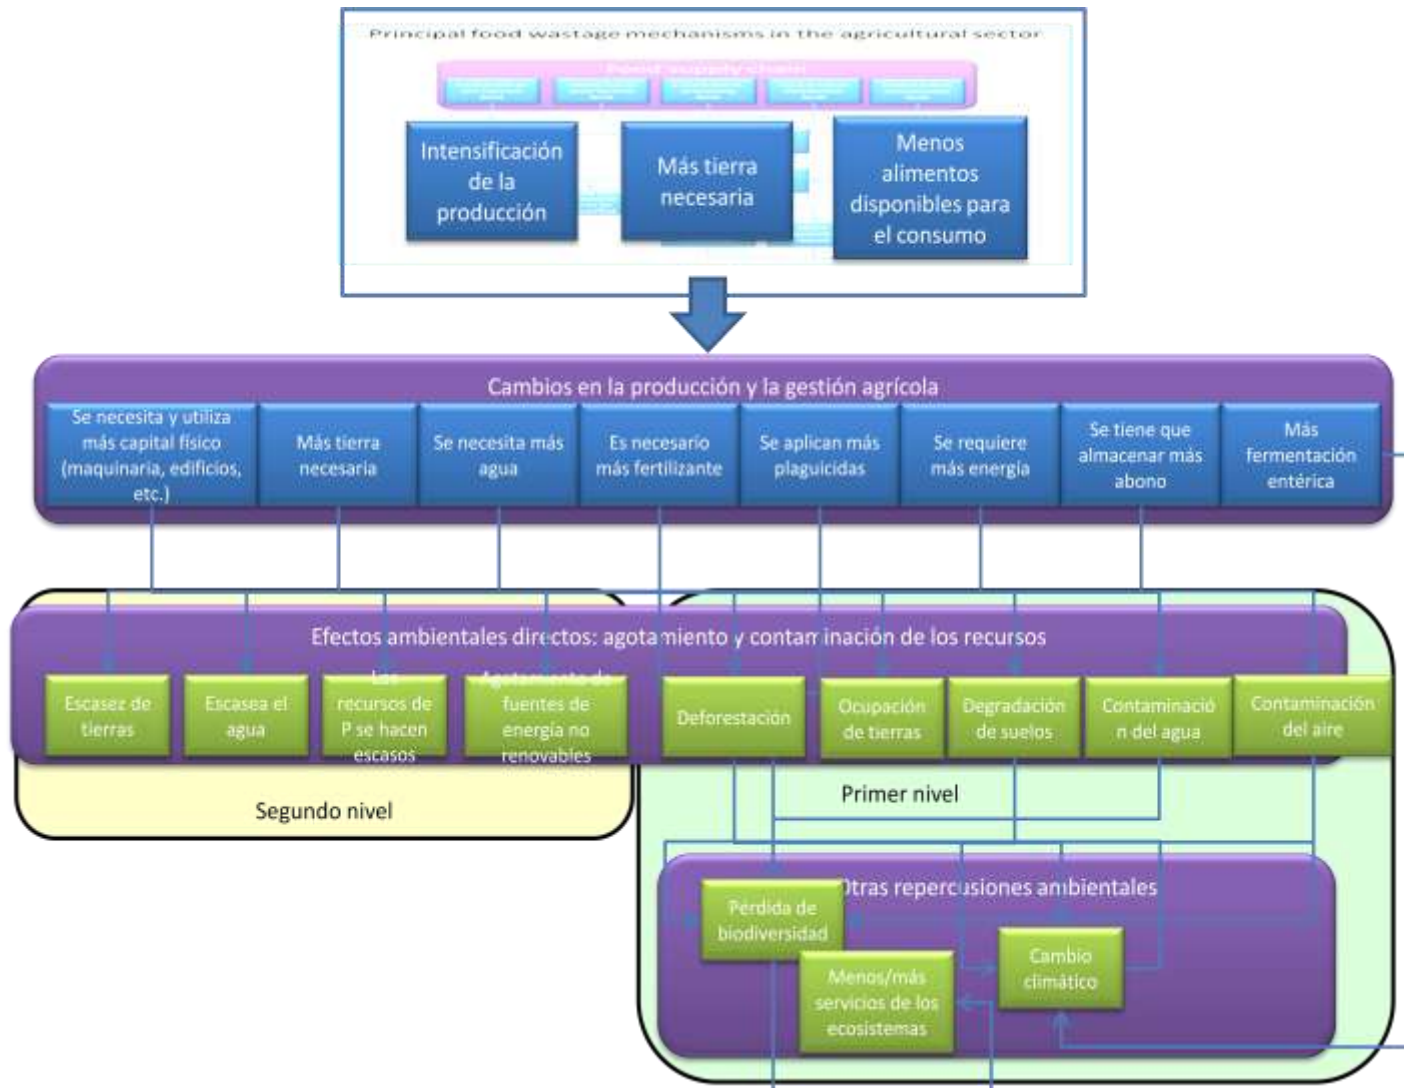 Principal food wastage mechanisms in the agricultural sector
Food supply chain
Intensificación
de la
producción
Más tierra
necesaria
Menos
alimentos
disponibles para
el consumo
Cambios en la producción y la gestión agrícola
Se necesita y utiliza
más capital físico
(maquinaria, edificios,
etc.)
Más tierra
necesaria
Se necesita más
agua
Es necesario
más fertilizante
Se aplican más
plaguicidas
Se requiere
más energía
Se tiene que
almacenar más
abono
Más
fermentación
entérica
Efectos ambientales directos: agotamiento y contaminación de los recursos
Escasez de
tierras
Escasea el
agua
Los
recursos de
P se hacen
escasos
Agotamiento de
fuentes de
energía no
renovables
Deforestación
Ocupación
de tierras
Degradación
de suelos
Contaminació
n del agua
Contaminación
del aire
Segundo nivel
Primer nivel
Otras repercusiones ambientales
Pérdida de
biodiversidad
Menos/más
servicios de los
ecosistemas
Cambio
climático